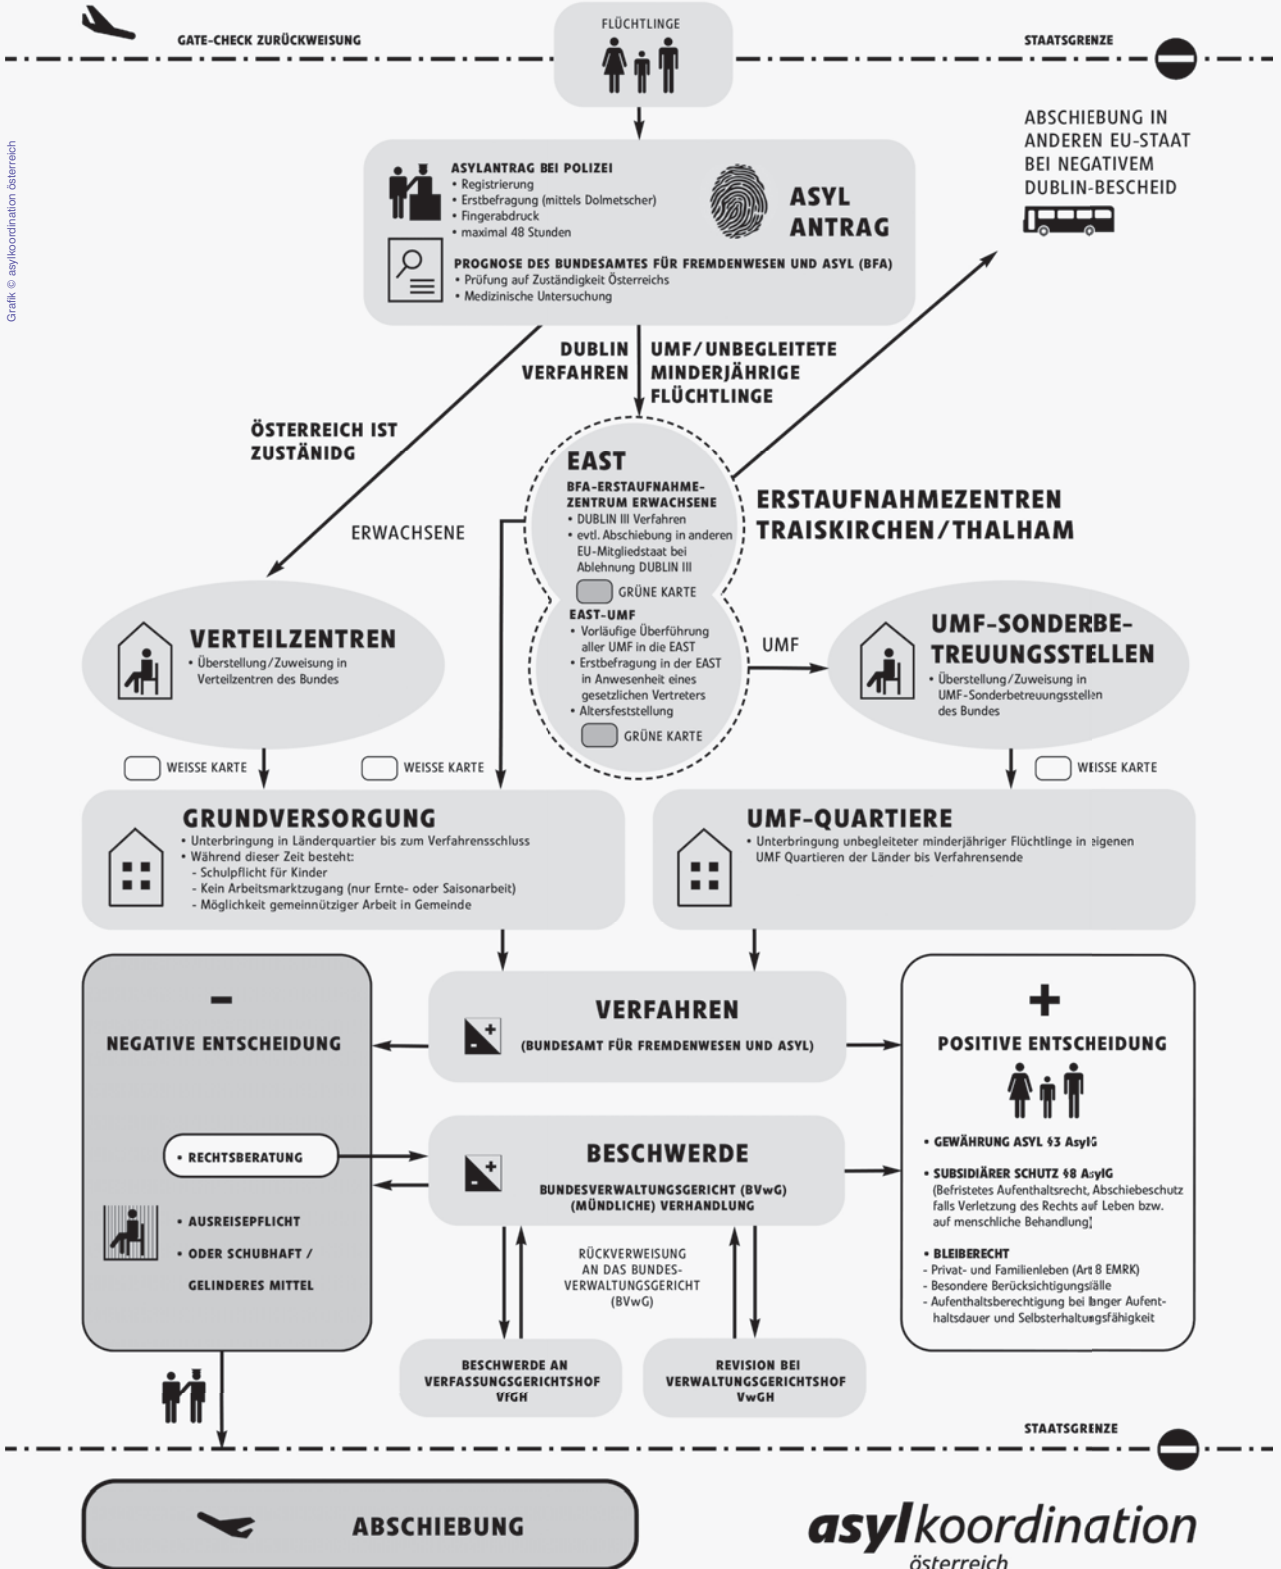 FLÜCHTLINGE
GATE-CHECK ZURÜCKWEISUNG
STAATSGRENZE
ABSCHIEBUNG IN
ANDEREN EU-STAAT
BEI NEGATIVEM
DUBLIN-BESCHEID
Grafik © asylkoordination österreich
ASYLANTRAG BEI POLIZEI
• Registrierung
• Erstbefragung (mittels Dolmetscher)
• Fingerabdruck
• maximal 48 Stunden
ASYL
ANTRAG
PROGNOSE DES BUNDESAMTES FÜR FREMDENWESEN UND ASYL (BFA)
• Prüfung auf Zuständigkeit Österreichs
• Medizinische Untersuchung
DUBLIN
VERFAHREN
UMF/UNBEGLEITETE
MINDERJÄHRIGE
FLÜCHTLINGE
ÖSTERREICH IST
ZUSTÄNIDG
ERWACHSENE
EAST
BFA-ERSTAUFNAHME-
ZENTRUM ERWACHSENE
• DUBLIN III Verfahren
• evtl. Abschiebung in anderen
EU-Mitgliedstaat bei
Ablehnung DUBLIN III
GRÜNE KARTE
ERSTAUFNAHMEZENTREN
TRAISKIRCHEN/THALHAM
EAST-UMF
• Vorläufige Überführung
aller UMF in die EAST
• Erstbefragung in der EAST
in Anwesenheit eines
gesetzlichen Vertreters
• Altersfeststellung
GRÜNE KARTE
UMF
VERTEILZENTREN
• Überstellung/Zuweisung in
Verteilzentren des Bundes
UMF-SONDERBE-
TREUUNGSSTELLEN
• Überstellung/Zuweisung in
UMF-Sonderbetreuungsstellen
des Bundes
WEISSE KARTE
WEISSE KARTE
WEISSE KARTE
GRUNDVERSORGUNG
• Unterbringung in Länderquartier bis zum Verfahrensschluss
• Während dieser Zeit besteht:
- Schulpflicht für Kinder
- Kein Arbeitsmarktzugang (nur Ernte- oder Saisonarbeit)
- Möglichkeit gemeinnütziger Arbeit in Gemeinde
UMF-QUARTIERE
• Unterbringung unbegleiteter minderjähriger Flüchtlinge in eigenen
UMF Quartieren der Länder bis Verfahrensende
-
NEGATIVE ENTSCHEIDUNG
• RECHTSBERATUNG
• AUSREISEPFLICHT
• ODER SCHUBHAFT /
GELINDERES MITTEL
VERFAHREN
(BUNDESAMT FÜR FREMDENWESEN UND ASYL)
BESCHWERDE
BUNDESVERWALTUNGSGERICHT (BVwG)
(MÜNDLICHE) VERHANDLUNG
RÜCKVERWEISUNG
AN DAS BUNDES-
VERWALTUNGSGERICHT
(BVwG)
BESCHWERDE AN
VERFASSUNGSGERICHTSHOF
VfGH
REVISION BEI
VERWALTUNGSGERICHTSHOF
VwGH
+
POSITIVE ENTSCHEIDUNG
• GEWÄHRUNG ASYL §3 AsylG
• SUBSIDIÄRER SCHUTZ §8 AsylG
(Befristetes Aufenthaltsrecht, Abschiebeschutz
falls Verletzung des Rechts auf Leben bzw.
auf menschliche Behandlung)
• BLEIBERECHT
- Privat- und Familienleben (Art 8 EMRK)
- Besondere Berücksichtigungsfälle
- Aufenthaltsberechtigung bei langer Aufent-
haltsdauer und Selbsterhaltungsfähigkeit
STAATSGRENZE
ABSCHIEBUNG
asylkoordination
österreich